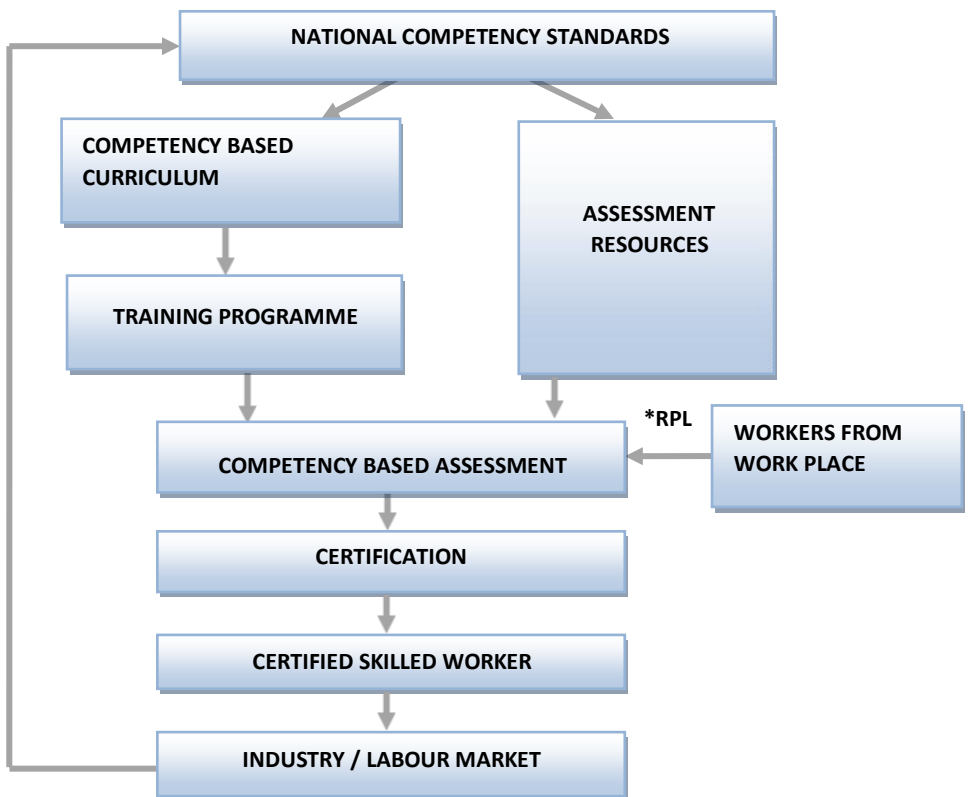 NATIONAL COMPETENCY STANDARDS
COMPETENCY BASED
CURRICULUM
ASSESSMENT
RESOURCES
TRAINING PROGRAMME
*RPL
WORKERS FROM
WORK PLACE
COMPETENCY BASED ASSESSMENT
CERTIFICATION
CERTIFIED SKILLED WORKER
INDUSTRY / LABOUR MARKET